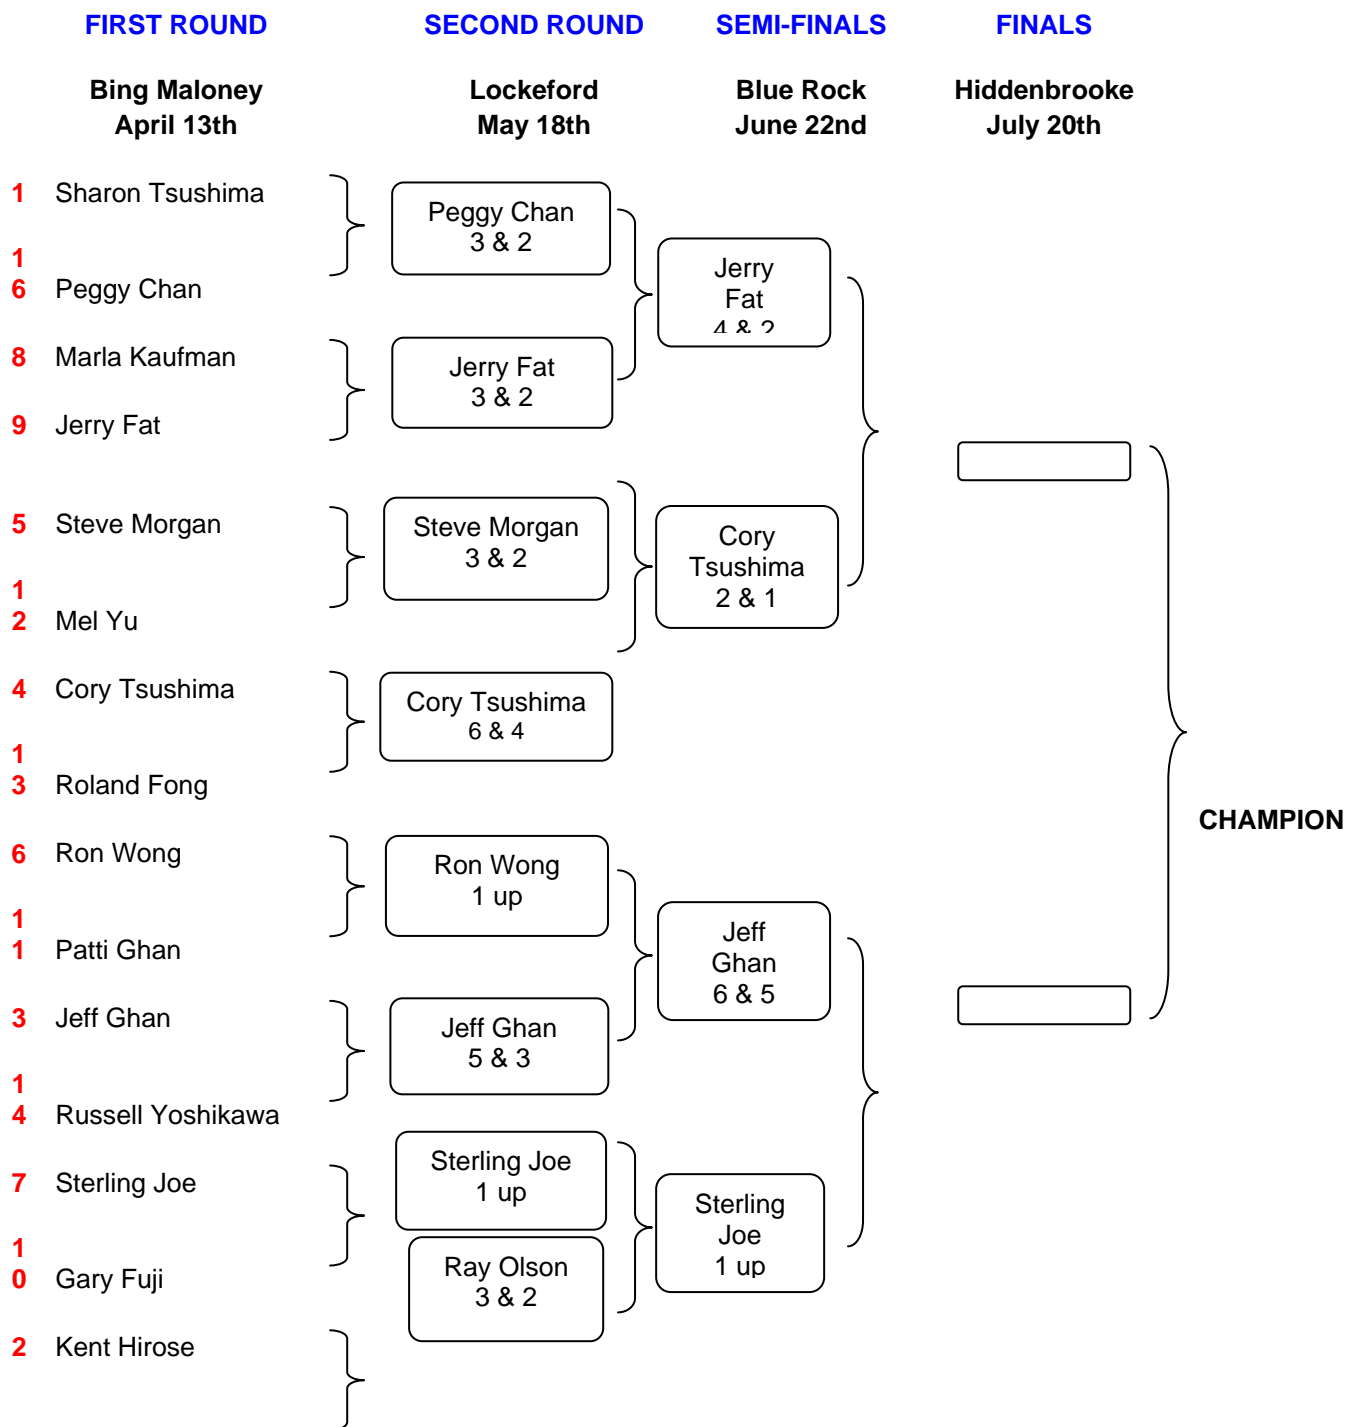 FIRST ROUND SECOND ROUND SEMI-FINALS FINALS
Bing Maloney Lockeford Blue Rock Hiddenbrooke
April 13th May 18th June 22nd July 20th
1 Sharon Tsushima
Peggy Chan
3 & 2
1
6 Peggy Chan
Jerry
Fat
4 & 2
8 Marla Kaufman
Jerry Fat
3 & 2
9 Jerry Fat
5 Steve Morgan
Steve Morgan
3 & 2
Cory
Tsushima
2 & 1
1
2 Mel Yu
4 Cory Tsushima
Cory Tsushima
6 & 4
1
3 Roland Fong
CHAMPION
6 Ron Wong
Ron Wong
1 up
1
1 Patti Ghan
Jeff
Ghan
6 & 5
3 Jeff Ghan
Jeff Ghan
5 & 3
1
4 Russell Yoshikawa
7 Sterling Joe
Sterling Joe
1 up
Sterling
Joe
1 up
1
0 Gary Fuji
Ray Olson
3 & 2
2 Kent Hirose